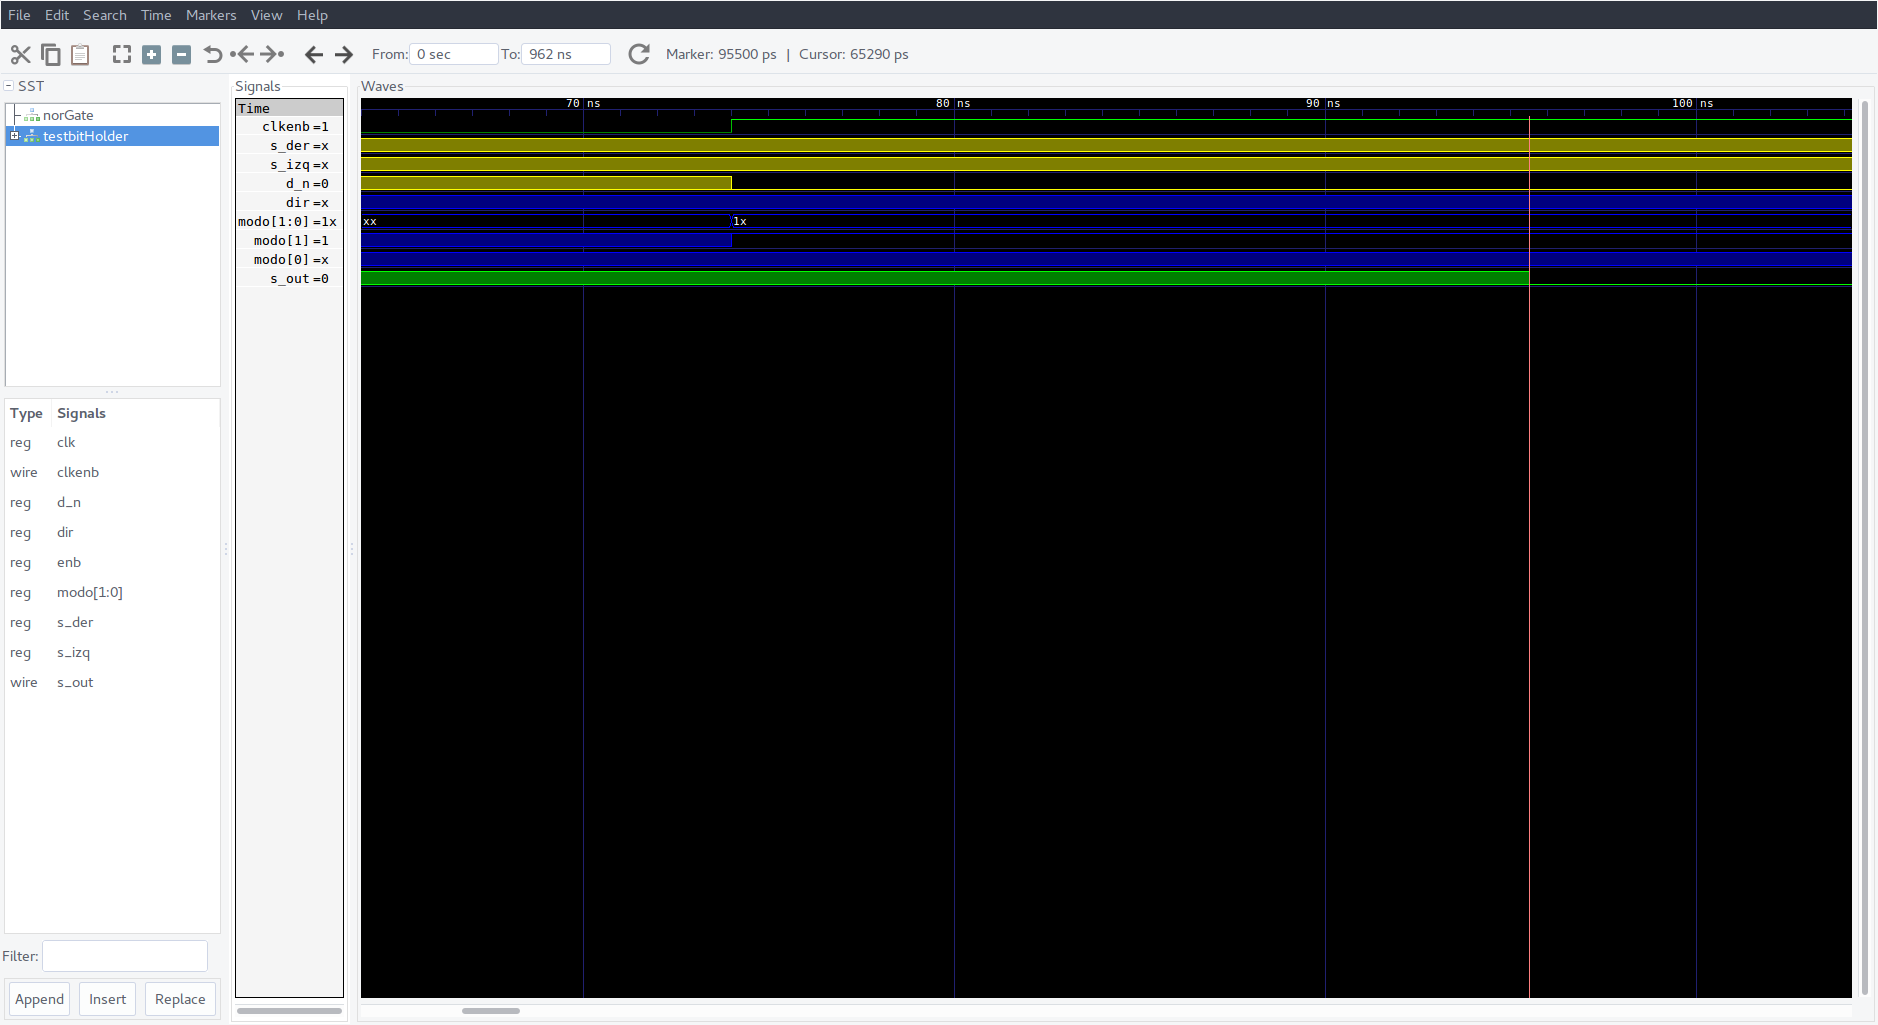 File Edit Search Time Markers View Help
From: 0 sec To: 962 ns Marker: 95500 ps | Cursor: 65290 ps
SST
norGate
testbitHolder
Type Signals
reg clk
wire clkenb
reg d_n
reg dir
reg enb
reg modo[1:0]
reg s_der
reg s_izq
wire s_out
Filter:
Append Insert Replace
Signals
Time
clkenb=1
s_der=x
s_izq=x
d_n=0
dir=x
modo[1:0]=1x
modo[1]=1
modo[0]=x
s_out=0
Waves
70 ns 80 ns 90 ns 100 ns
xx 1x